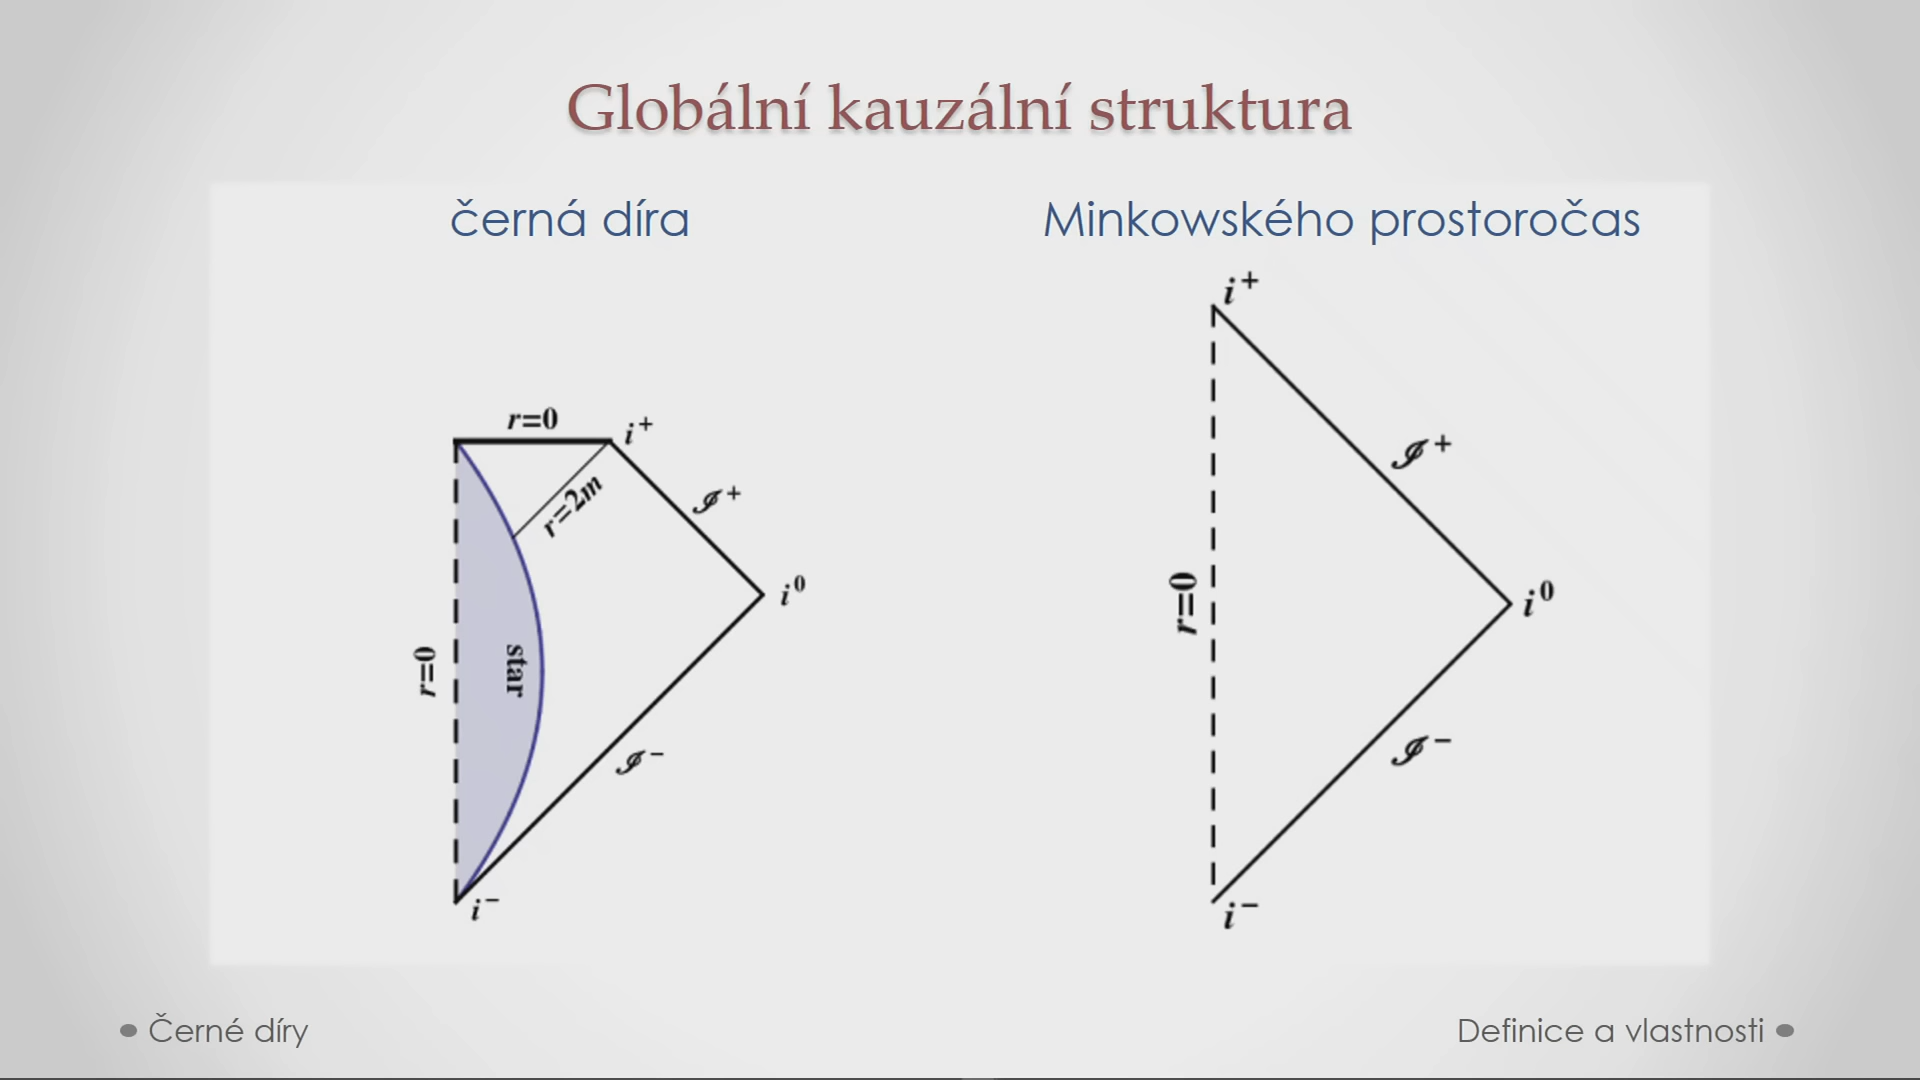 Globální kauzální struktura
černá díra
Minkowského prostoročas
r=0
i⁺
r=2m
ℐ⁺
i⁰
r=0
star
ℐ⁻
i⁻
i⁺
ℐ⁺
r=0
i⁰
ℐ⁻
i⁻
Černé díry
Definice a vlastnosti